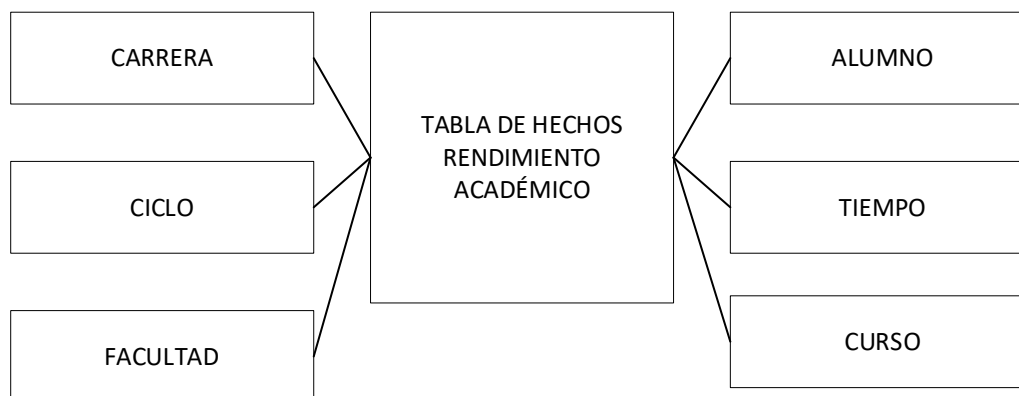 CARRERA
CICLO
FACULTAD
TABLA DE HECHOS
RENDIMIENTO
ACADÉMICO
ALUMNO
TIEMPO
CURSO